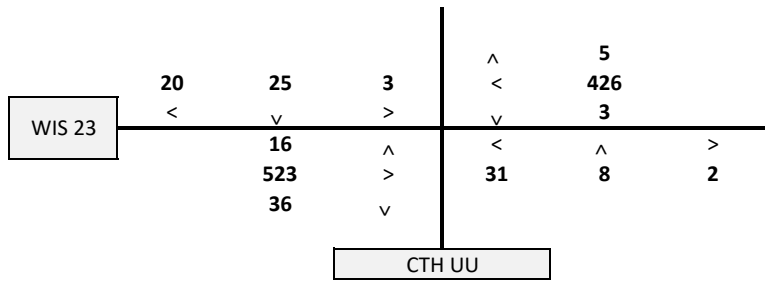 5
20 25 3 < 426
< v > v 3
WIS 23
16 ^ < ^ >
523 > 31 8 2
36 v
CTH UU